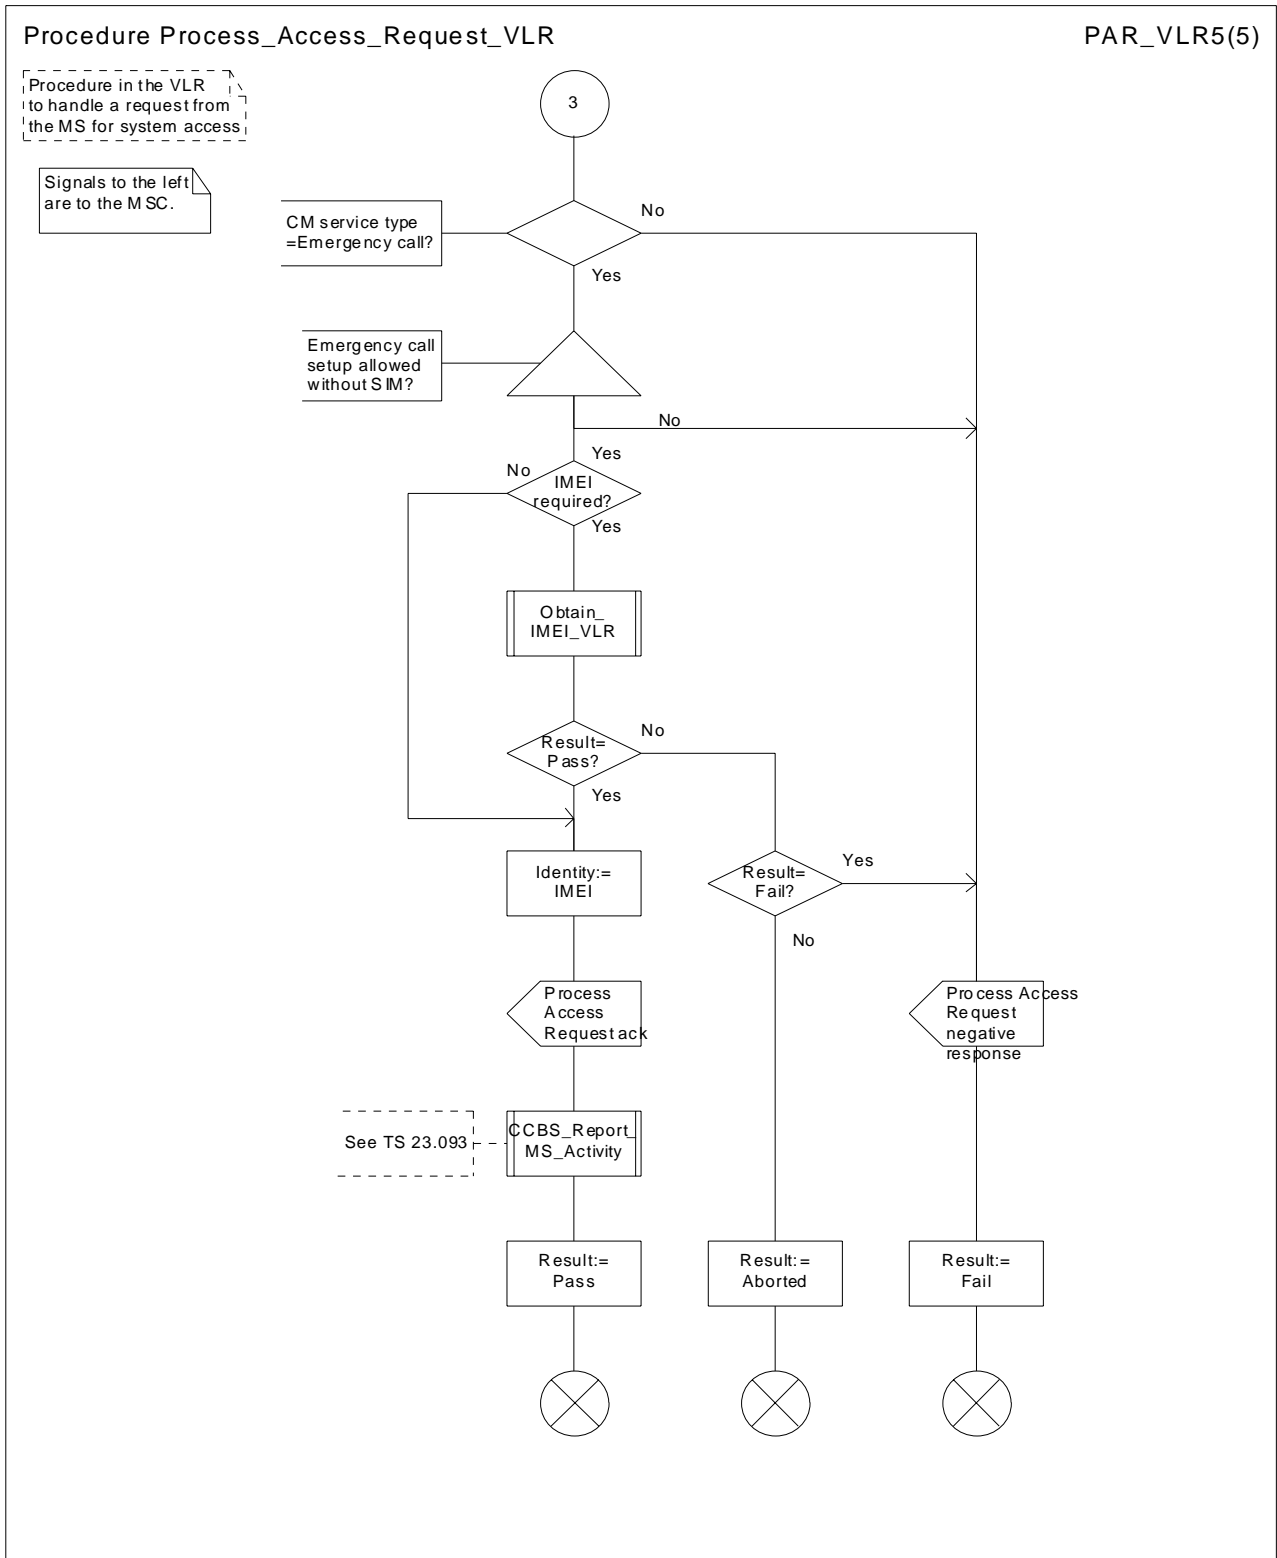 Procedure Process_Access_Request_VLR
PAR_VLR5(5)
Procedure in the VLR
to handle a request from
the MS for system access
3
Signals to the left
are to the MSC.
CM service type
=Emergency call?
No
Yes
Emergency call
setup allowed
without SIM?
No
Yes
No
IMEI
required?
Yes
Obtain_
IMEI_VLR
No
Result=
Pass?
Yes
Identity:=
IMEI
Result=
Fail?
Yes
No
Process
Access
Request ack
Process Access
Request
negative
response
See TS 23.093
CCBS_Report_
MS_Activity
Result:=
Pass
Result:=
Aborted
Result:=
Fail